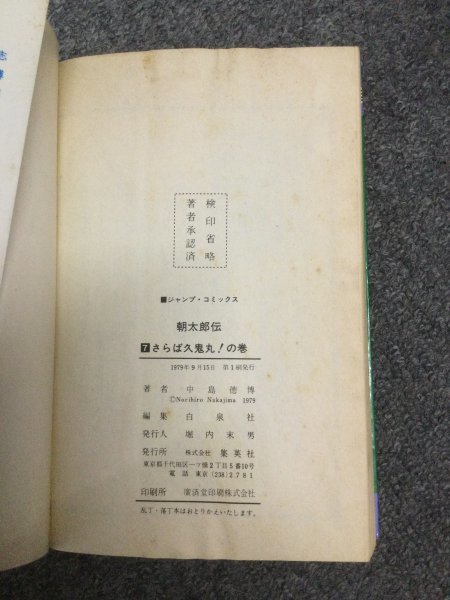 検印省略
著者承認済
■ジャンプ・コミックス
朝太郎伝
7さらば久鬼丸!の巻
1979年9月15日 第1刷発行
著者 中島徳博
©Norihiro Nakajima 1979
編集 白泉社
発行人 堀内末男
発行所 株式会社 集英社
東京都千代田区一ツ橋2丁目5番10号
電話 東京(238)2781
印刷所 廣済堂印刷株式会社
乱丁・落丁本はおとりかえいたします。